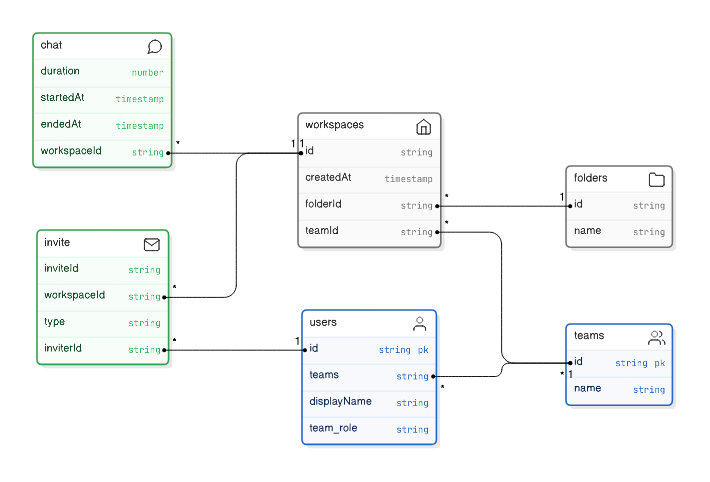 chat
duration number
startedAt timestamp
endedAt timestamp
workspaceId string
*
1 1
workspaces
id string
createdAt timestamp
folderId string
*
teamId string
*
folders
1
id string
name string
invite
inviteId string
workspaceId string
*
type string
inviterId string
*
users
1
id string pk
teams string
*
displayName string
team_role string
teams
id string pk
* 1
name string